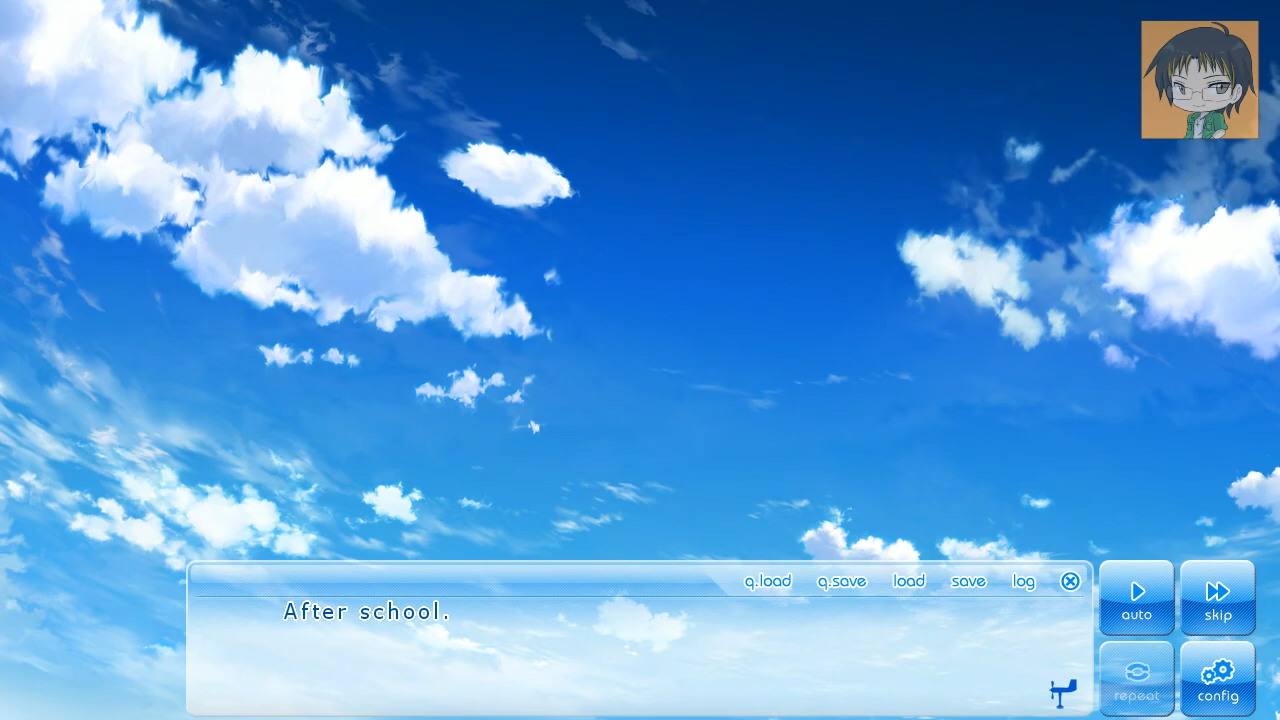 q.load q.save load save log
After school.
auto
skip
repeat
config